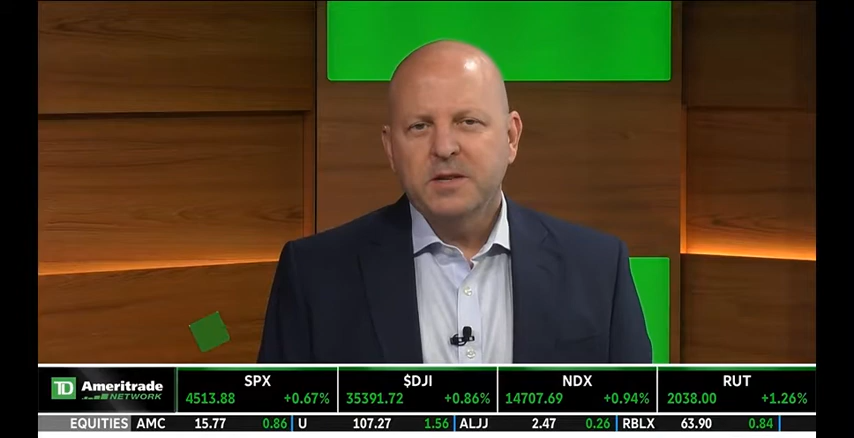 TD Ameritrade
NETWORK
SPX
4513.88 +0.67%
$DJI
35391.72 +0.86%
NDX
14707.69 +0.94%
RUT
2038.00 +1.26%
EQUITIES AMC 15.77 0.86 U 107.27 1.56 ALJJ 2.47 0.26 RBLX 63.90 0.84